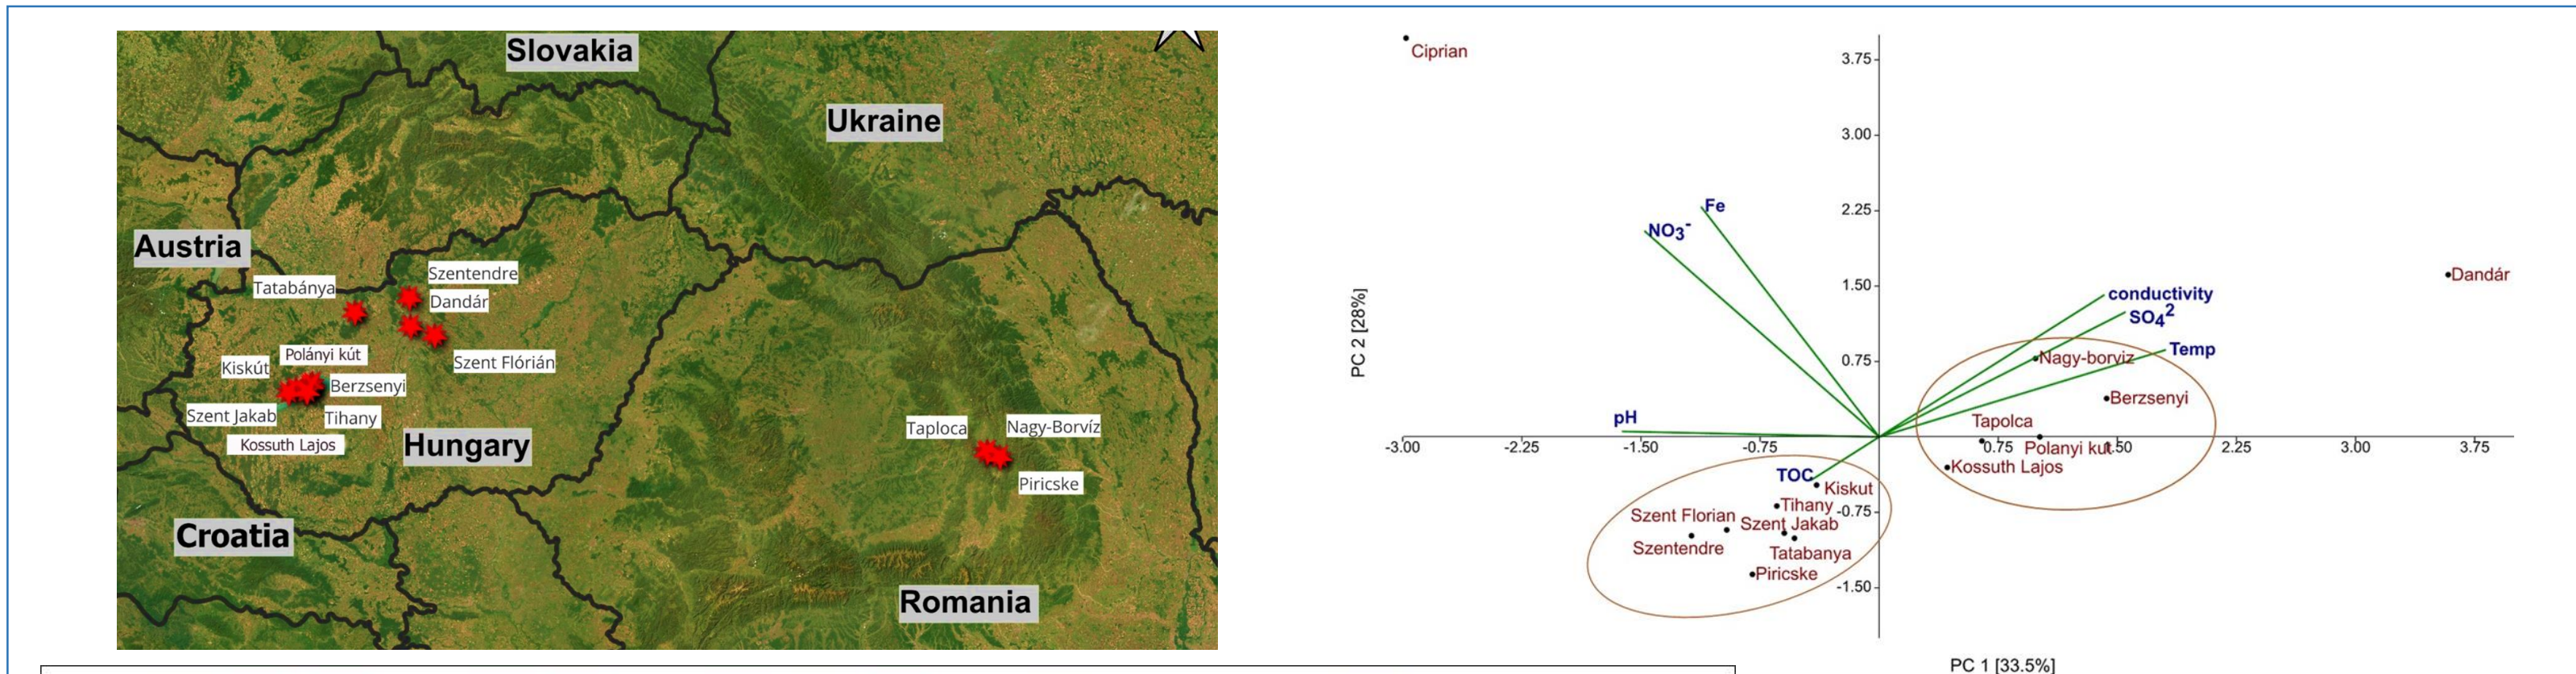 Slovakia
Ukraine
Austria
Szentendre
Tatabánya
Dandár
Polányi kút
Szent Flórián
Kiskút
Berzsenyi
Szent Jakab
Tihany
Kossuth Lajos
Hungary
Taploca
Nagy-Borvíz
Piricske
Croatia
Romania
Ciprian
3.75
3.00
2.25
1.50
0.75
-0.75
-1.50
PC 2 [28%]
Fe
NO3-
Dandár
conductivity
SO42
Temp
Nagy-borviz
Berzsenyi
pH
Tapolca
-3.00 -2.25 -1.50 -0.75 0.75 1.50 2.25 3.00 3.75
Polanyi kut
Kossuth Lajos
TOC
Kiskut
Tihany
Szent Florian
Szent Jakab
Szentendre
Tatabanya
Piricske
PC 1 [33.5%]